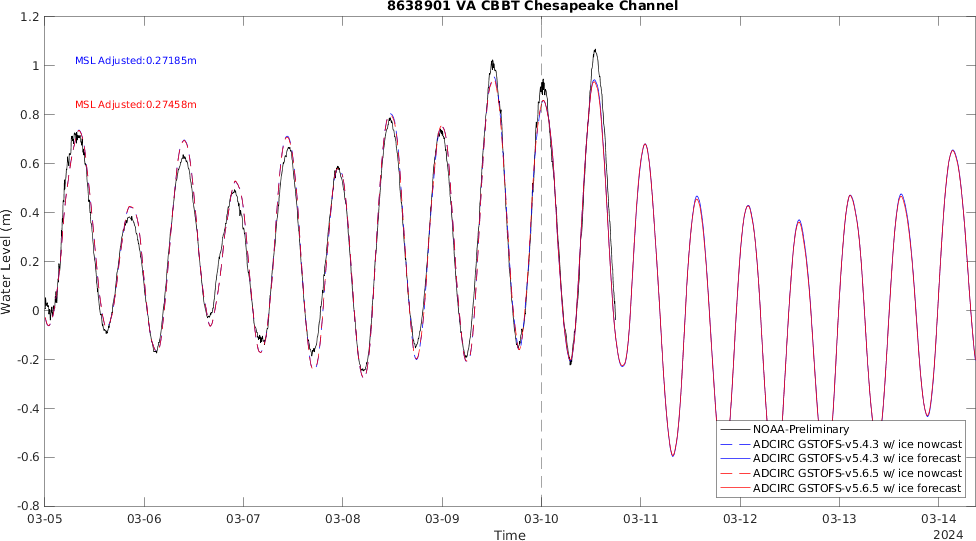 8638901 VA CBBT Chesapeake Channel
1.2
1
0.8
0.6
0.4
0.2
0
-0.2
-0.4
-0.6
-0.8
Water Level (m)
MSL Adjusted:0.27185m
MSL Adjusted:0.27458m
NOAA-Preliminary
ADCIRC GSTOFS-v5.4.3 w/ ice nowcast
ADCIRC GSTOFS-v5.4.3 w/ ice forecast
ADCIRC GSTOFS-v5.6.5 w/ ice nowcast
ADCIRC GSTOFS-v5.6.5 w/ ice forecast
03-05 03-06 03-07 03-08 03-09 03-10 03-11 03-12 03-13 03-14
Time
2024